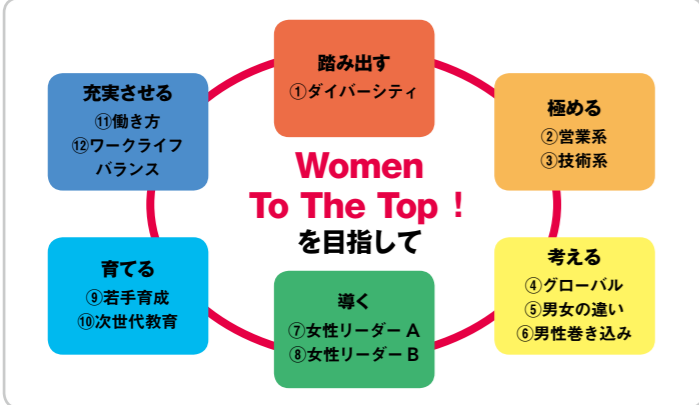 踏み出す
①ダイバーシティ
極める
②営業系
③技術系
考える
④グローバル
⑤男女の違い
⑥男性巻き込み
導く
⑦女性リーダー A
⑧女性リーダー B
育てる
⑨若手育成
⑩次世代教育
充実させる
⑪働き方
⑫ワークライフ
バランス
Women
To The Top！
を目指して